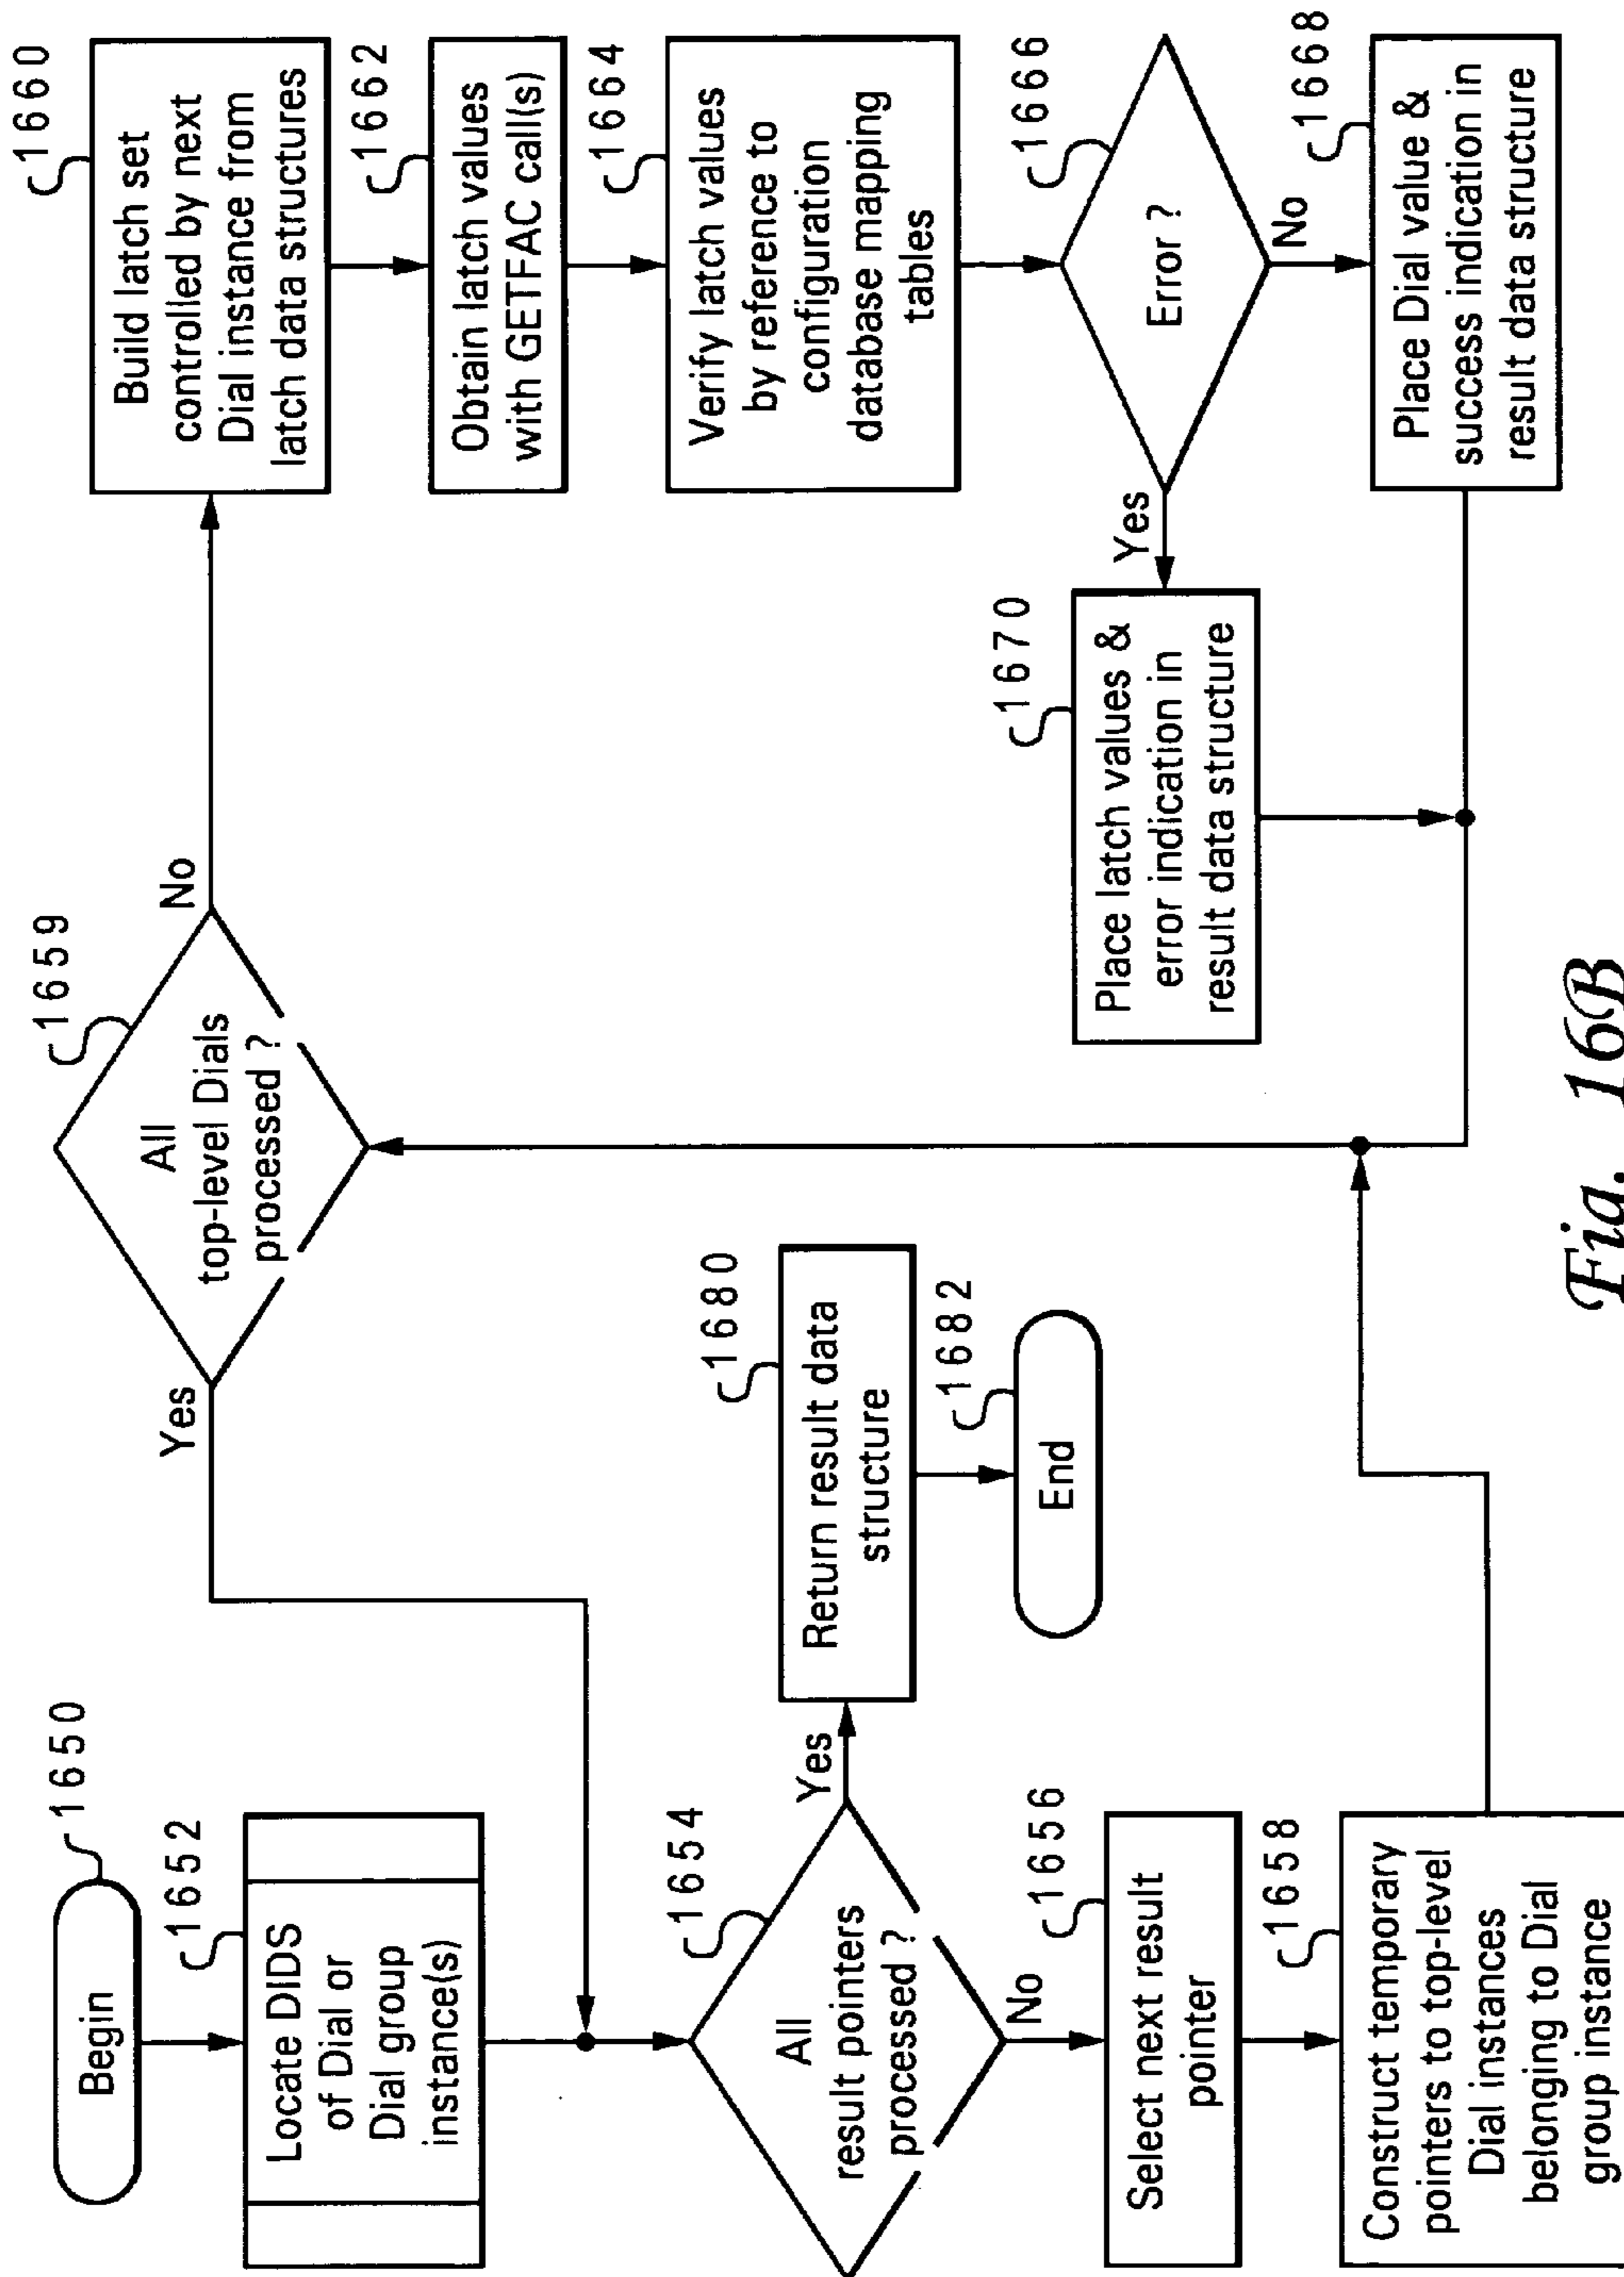 1650
Begin
1652
Locate DIDS
of Dial or
Dial group
instance(s)
1654
All
result pointers
processed ?
Yes
No
1656
Select next result
pointer
1658
Construct temporary
pointers to top-level
Dial instances
belonging to Dial
group instance
1680
Return result data
structure
1682
End
1659
All
top-level Dials
processed ?
Yes
No
1660
Build latch set
controlled by next
Dial instance from
latch data structures
1662
Obtain latch values
with GETFAC call(s)
1664
Verify latch values
by reference to
configuration
database mapping
tables
1666
Error ?
Yes
No
1670
Place latch values &
error indication in
result data structure
1668
Place Dial value &
success indication in
result data structure
Fig. 16B